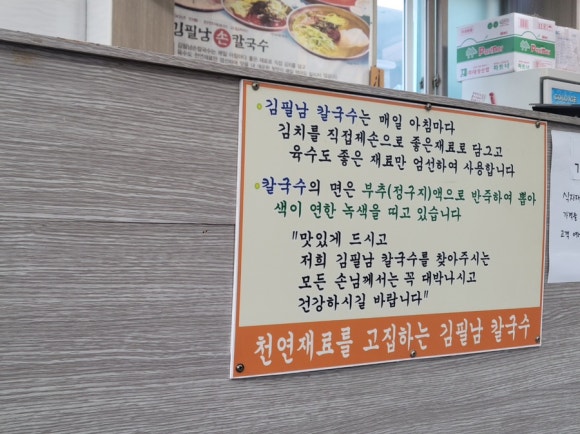 김필남 손 칼국수
김필남 칼국수는 매일 아침마다
김치를 직접제손으로 좋은재료로 담그고
육수도 좋은 재료만 엄선하여 사용합니다
칼국수의 면은 부추(정구지)액으로 반죽하여 뽑아
색이 연한 녹색을 띠고 있습니다
"맛있게 드시고
저희 김필남 칼국수를 찾아주시는
모든 손님께서는 꼭 대박나시고
건강하시길 바랍니다"
천연재료를 고집하는 김필남 칼국수